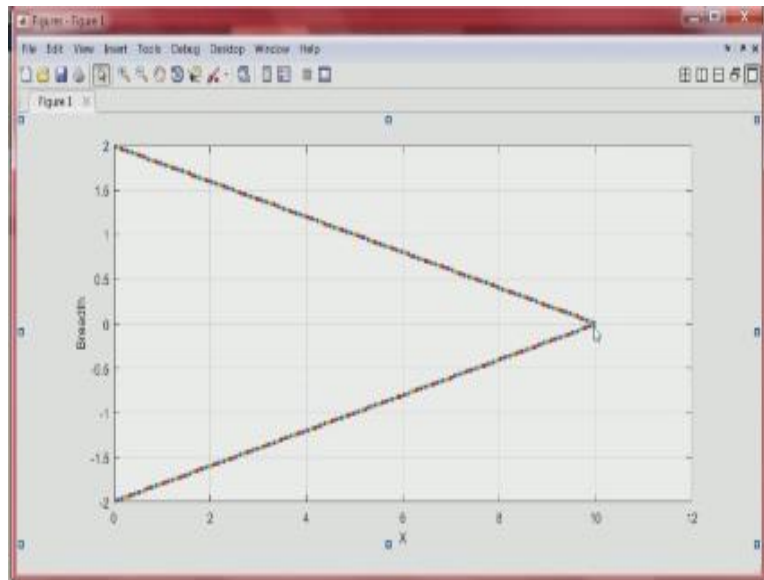 Figures - Figure 1
File Edit View Insert Tools Debug Desktop Window Help
Figure 1
2
1.5
1
0.5
0
-0.5
-1
-1.5
-2
Breadth
0 2 4 6 8 10 12
X